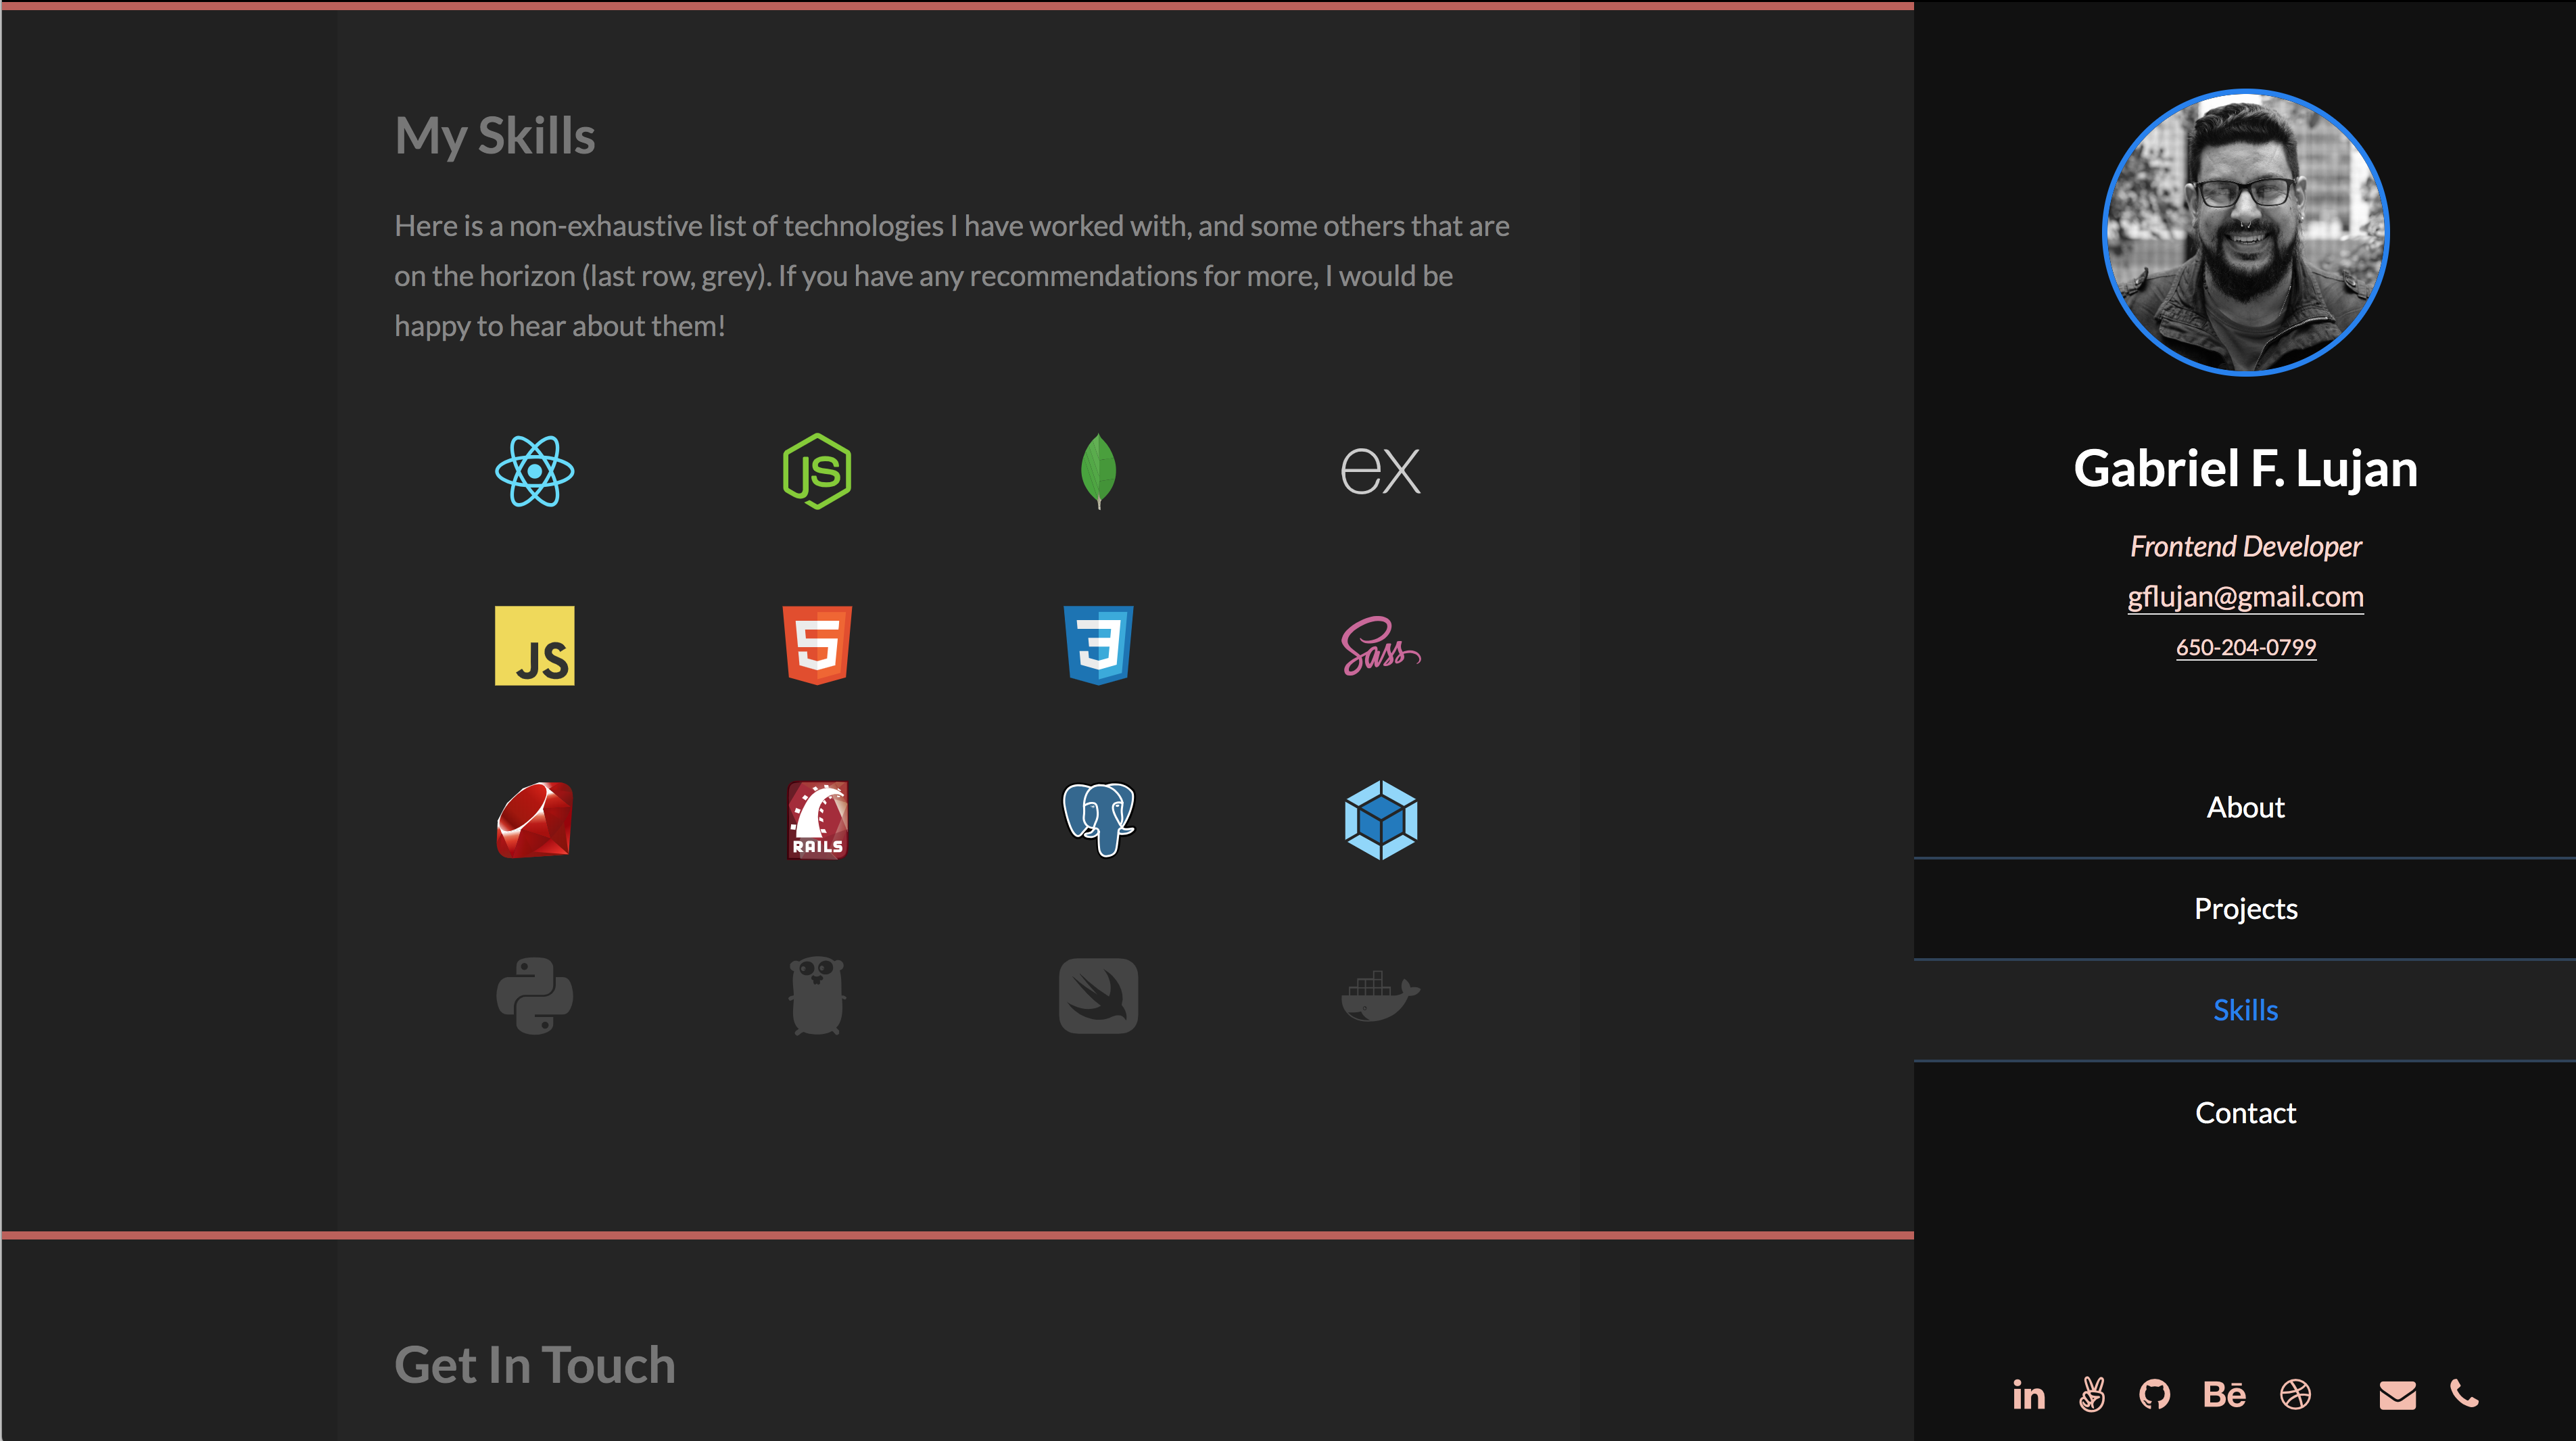 My Skills
Here is a non-exhaustive list of technologies I have worked with, and some others that are
on the horizon (last row, grey). If you have any recommendations for more, I would be
happy to hear about them!
JS
ex
JS
5
3
Sass
RAILS
Get In Touch
Gabriel F. Lujan
Frontend Developer
gflujan@gmail.com
650-204-0799
About
Projects
Skills
Contact
in
Bē